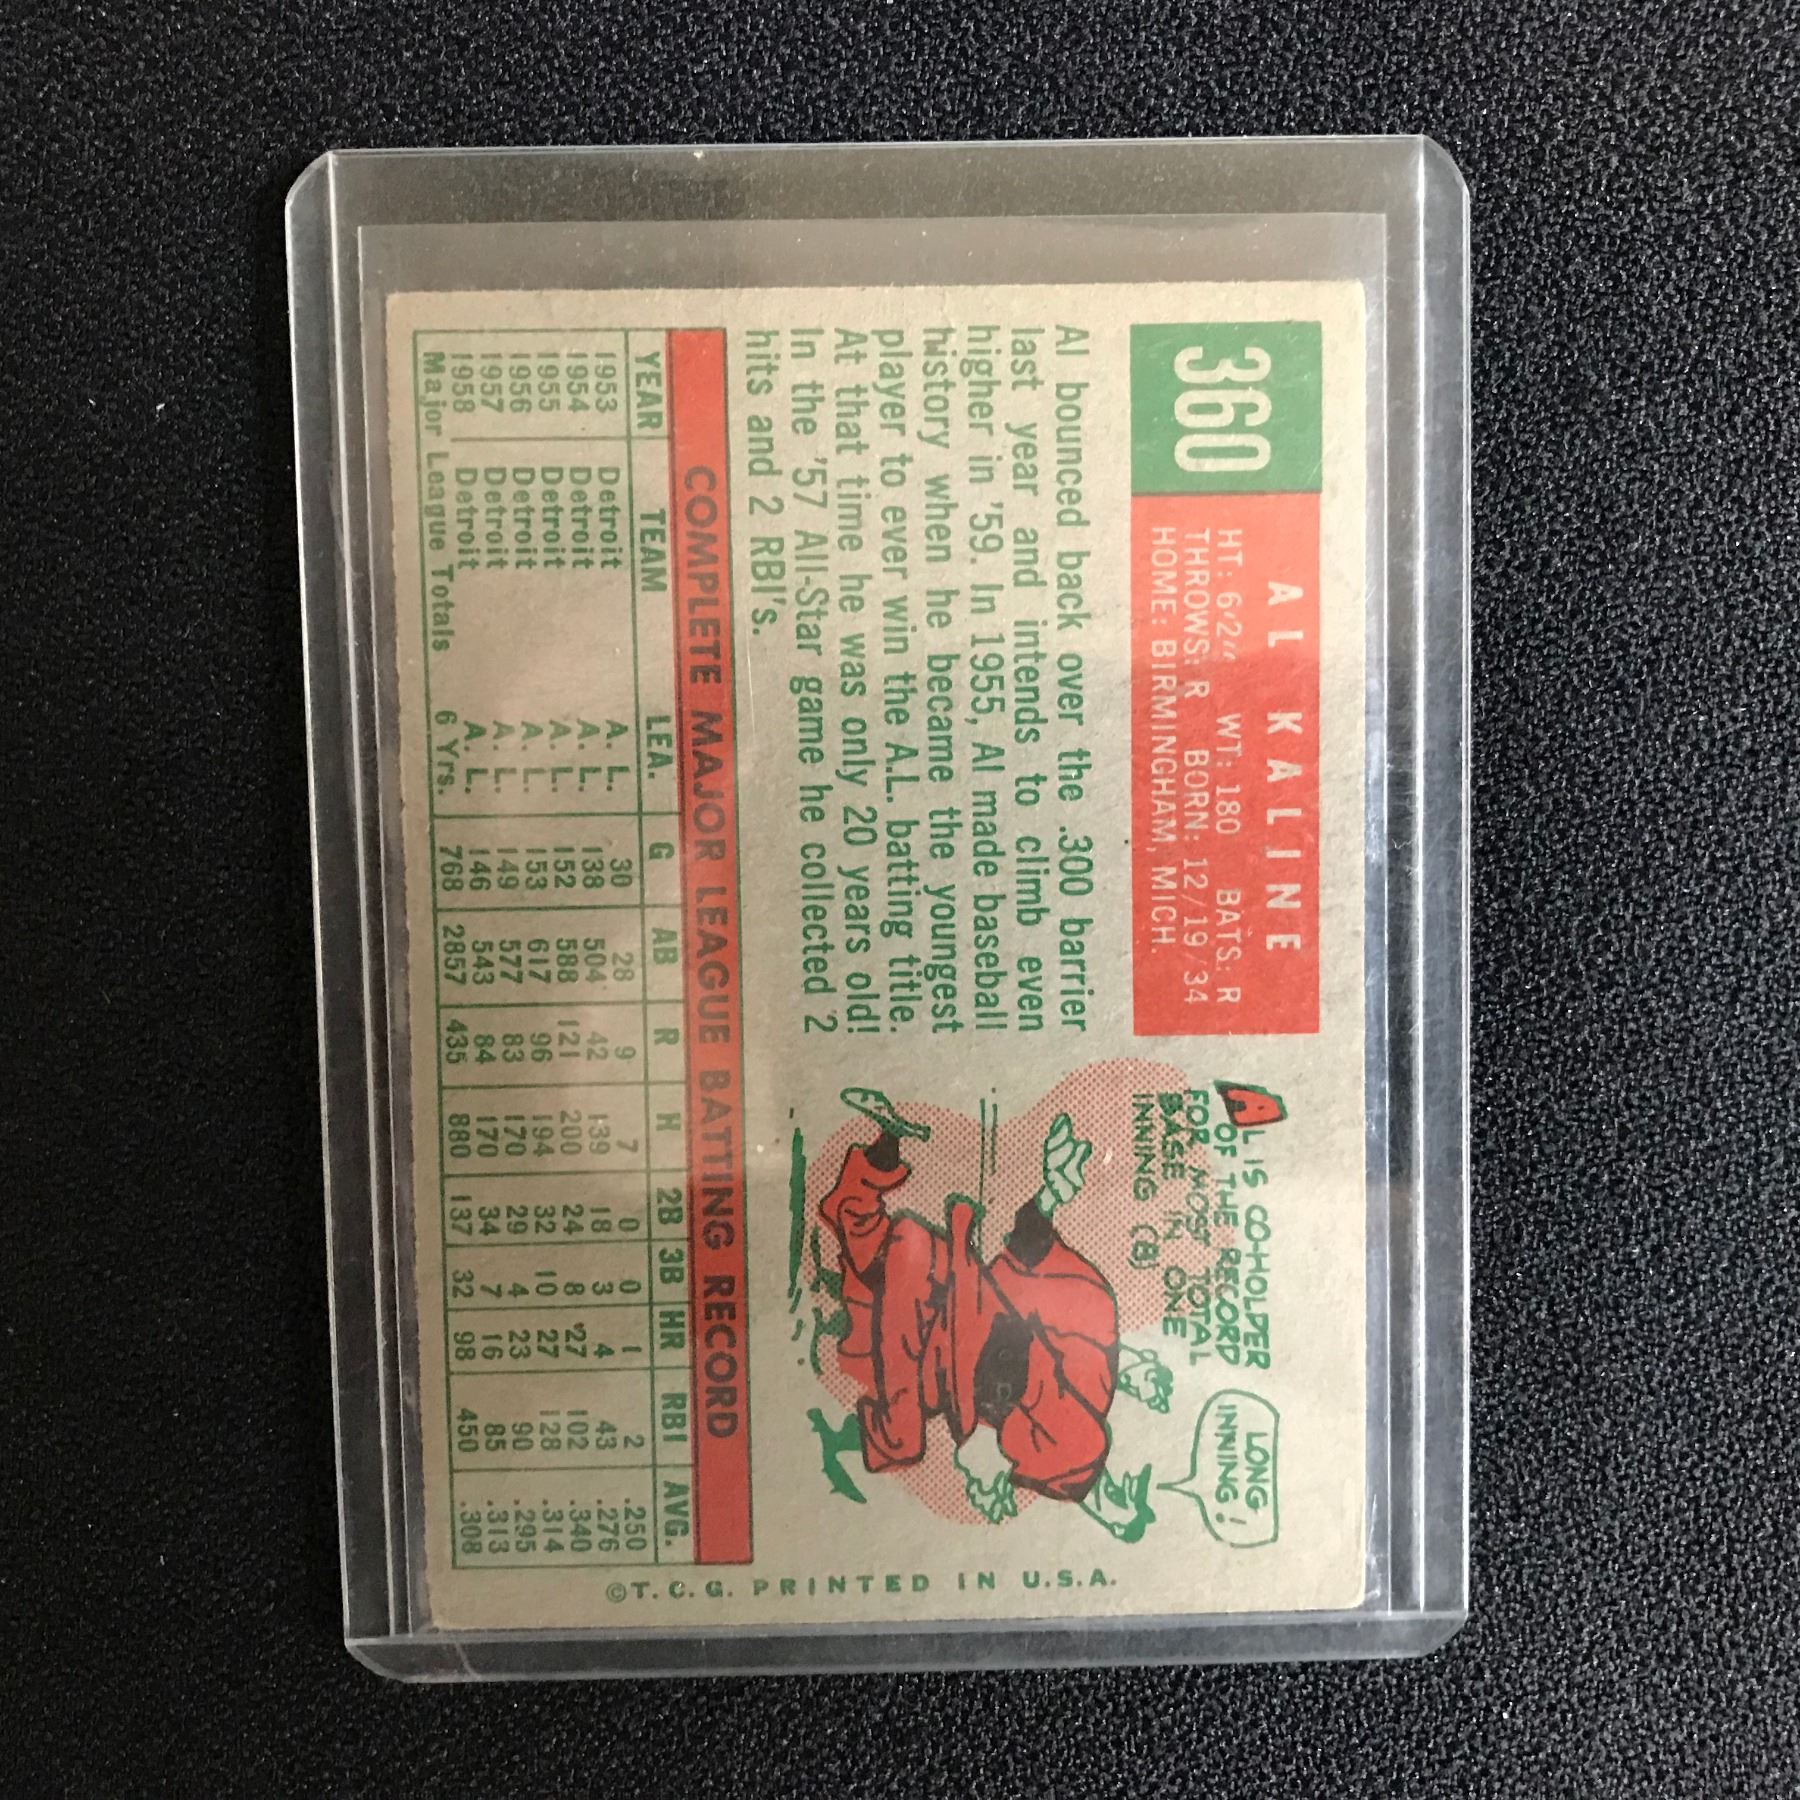 360
AL KALINE
HT: 6'2" WT: 180 BATS: R
THROWS: R BORN: 12/19/34
HOME: BIRMINGHAM, MICH.
Al bounced back over the .300 barrier
last year and intends to climb even
higher in '59. In 1955, Al made baseball
history when he became the youngest
player to ever win the A.L. batting title.
At that time he was only 20 years old!
In the '57 All-Star game he collected 2
hits and 2 RBI's.
AL IS CO-HOLDER
OF THE RECORD
FOR MOST TOTAL
BASE IN ONE
INNING (8)
LONG
INNING!
COMPLETE MAJOR LEAGUE BATTING RECORD
YEAR TEAM LEA. G AB R H 2B 3B HR RBI AVG.
1953 Detroit A. L. 30 28 9 7 0 0 1 2 .250
1954 Detroit A. L. 138 504 42 139 18 3 4 43 .276
1955 Detroit A. L. 152 588 121 200 24 8 27 102 .340
1956 Detroit A. L. 153 617 96 194 32 10 27 128 .314
1957 Detroit A. L. 149 577 83 170 29 4 23 90 .295
1958 Detroit A. L. 146 543 84 170 34 7 16 85 .313
Major League Totals 6 Yrs. 768 2857 435 880 137 32 98 450 .308
©T.C.G. PRINTED IN U.S.A.